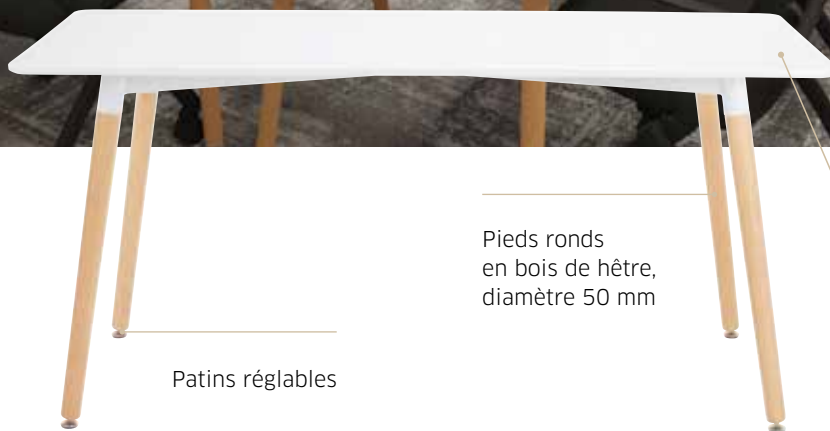 Pieds ronds
en bois de hêtre,
diamètre 50 mm
Patins réglables